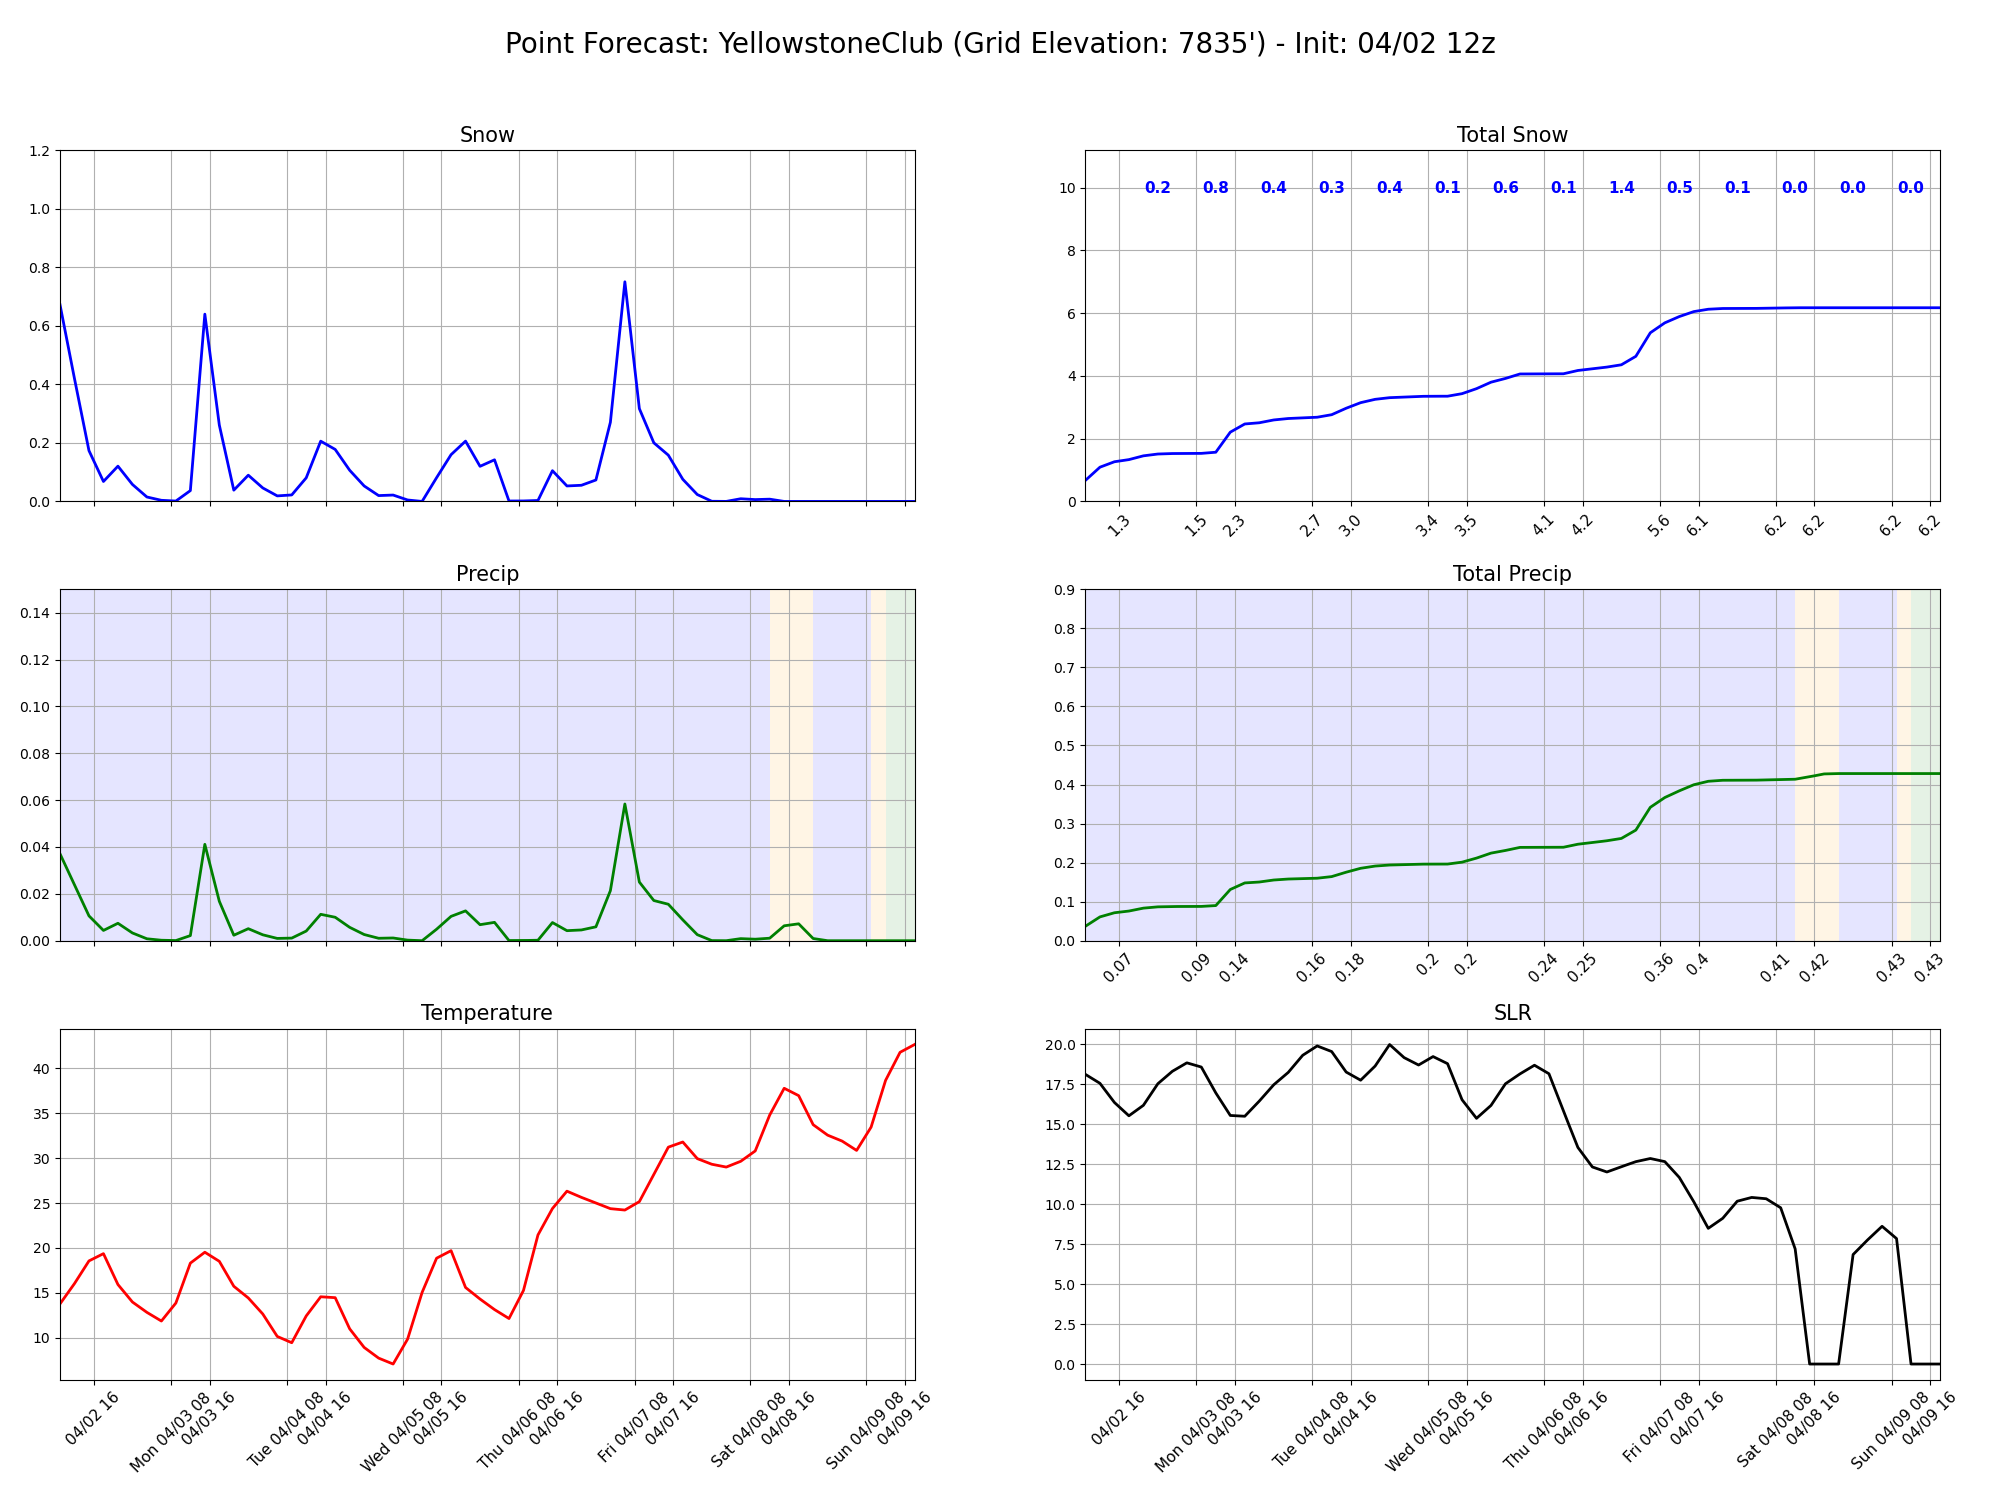 Point Forecast: YellowstoneClub (Grid Elevation: 7835') - Init: 04/02 12z
Snow
1.2
1.0
0.8
0.6
0.4
0.2
0.0
Total Snow
10
8
6
4
2
0
0.2 0.8 0.4 0.3 0.4 0.1 0.6 0.1 1.4 0.5 0.1 0.0 0.0 0.0
1.3 1.5 2.3 2.7 3.0 3.4 3.5 4.1 4.2 5.6 6.1 6.2 6.2 6.2 6.2
Precip
0.14
0.12
0.10
0.08
0.06
0.04
0.02
0.00
Total Precip
0.9
0.8
0.7
0.6
0.5
0.4
0.3
0.2
0.1
0.0
0.07 0.09 0.14 0.16 0.18 0.2 0.2 0.24 0.25 0.36 0.4 0.41 0.42 0.43 0.43
Temperature
40
35
30
25
20
15
10
04/02 16
Mon 04/03 08
04/03 16
Tue 04/04 08
04/04 16
Wed 04/05 08
04/05 16
Thu 04/06 08
04/06 16
Fri 04/07 08
04/07 16
Sat 04/08 08
04/08 16
Sun 04/09 08
04/09 16
SLR
20.0
17.5
15.0
12.5
10.0
7.5
5.0
2.5
0.0
04/02 16
Mon 04/03 08
04/03 16
Tue 04/04 08
04/04 16
Wed 04/05 08
04/05 16
Thu 04/06 08
04/06 16
Fri 04/07 08
04/07 16
Sat 04/08 08
04/08 16
Sun 04/09 08
04/09 16